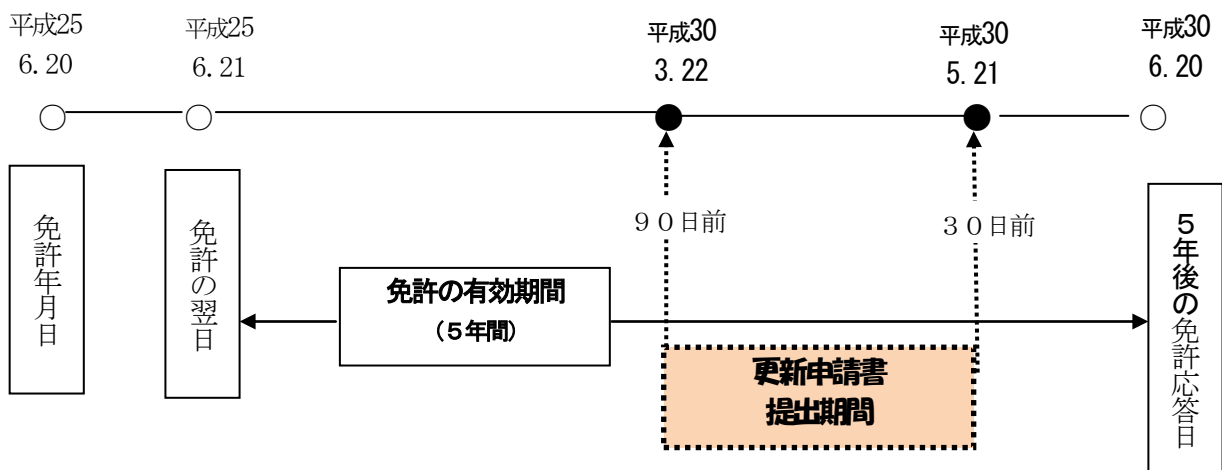 平成25
6.20
平成25
6.21
平成30
3.22
平成30
5.21
平成30
6.20
免許年月日
免許の翌日
免許の有効期間
（５年間）
９０日前
３０日前
更新申請書
提出期間
５年後の免許応答日